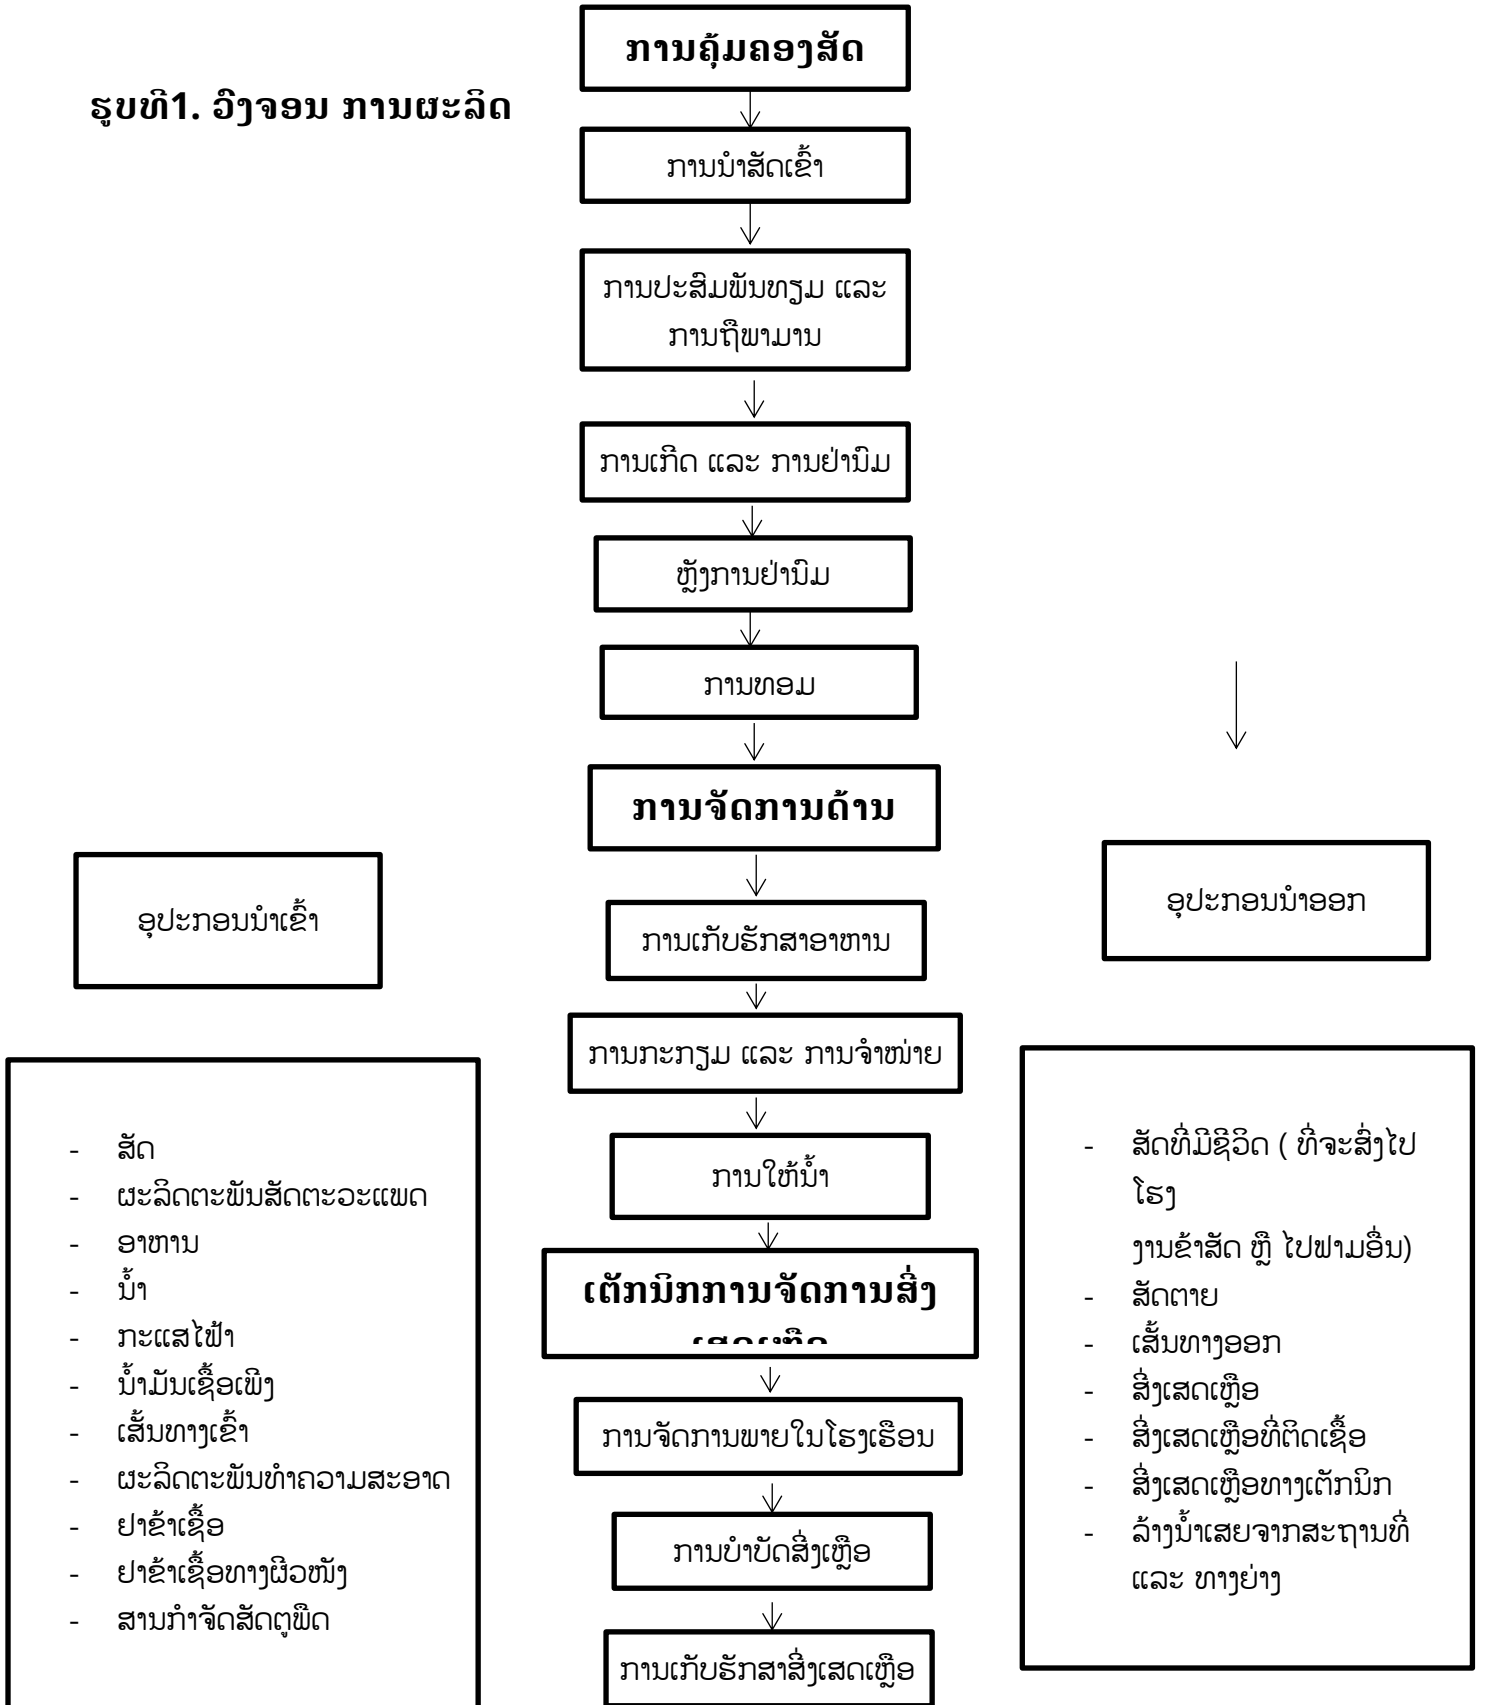 ການຄຸ້ມຄອງສັດ
ຮູບທີ1. ວົງຈອນ ການຜະລິດ
ການນໍາສັດເຂົ້າ
ການປະສົມພັນທຽມ ແລະ
ການຖືພາມານ
ການເກີດ ແລະ ການຢ່ານົມ
ຫຼັງການຢ່ານົມ
ການທອມ
ການຈັດການດ້ານ
ການເກັບຮັກສາອາຫານ
ການກະກຽມ ແລະ ການຈໍາໜ່າຍ
ການໃຫ້ນໍ້າ
ເຕັກນິກການຈັດການສິ່ງ
ການຈັດການພາຍໃນໂຮງເຮືອນ
ການບໍາບັດສິ່ງເຫຼືອ
ການເກັບຮັກສາສິ່ງເສດເຫຼືອ
ອຸປະກອນນໍາເຂົ້າ
- ສັດ
- ຜະລິດຕະພັນສັດຕະວະແພດ
- ອາຫານ
- ນໍ້າ
- ກະແສໄຟຟ້າ
- ນໍ້າມັນເຊື້ອເພີງ
- ເສັ້ນທາງເຂົ້າ
- ຜະລິດຕະພັນທໍາຄວາມສະອາດ
- ຢາຂ້າເຊື້ອ
- ຢາຂ້າເຊື້ອທາງຜີວໜັງ
- ສານກໍາຈັດສັດຕູພືດ
ອຸປະກອນນໍາອອກ
- ສັດທີ່ມີຊີວິດ ( ທີ່ຈະສົ່ງໄປ
ໂຮງ
ງານຂ້າສັດ ຫຼື ໄປຟາມອື່ນ)
- ສັດຕາຍ
- ເສັ້ນທາງອອກ
- ສິ່ງເສດເຫຼືອ
- ສິ່ງເສດເຫຼືອທີ່ຕິດເຊື້ອ
- ສິ່ງເສດເຫຼືອທາງເຕັກນິກ
- ລ້າງນໍ້າເສຍຈາກສະຖານທີ່
ແລະ ທາງຍ່າງ